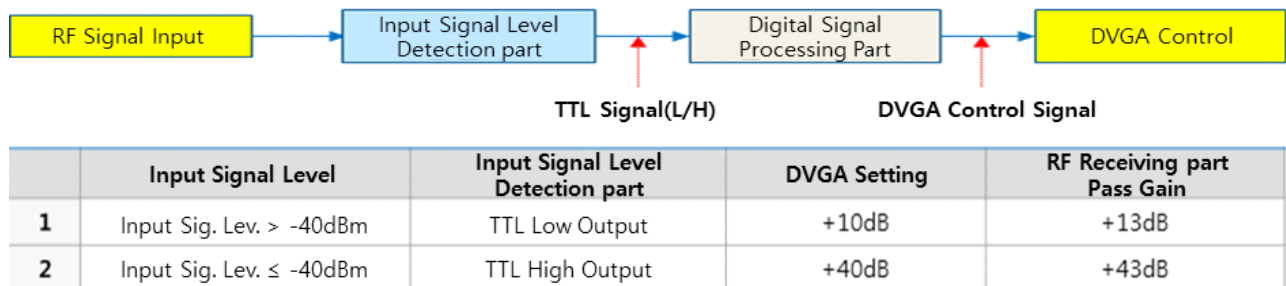 RF Signal Input
Input Signal Level
Detection part
Digital Signal
Processing Part
DVGA Control
TTL Signal(L/H)
DVGA Control Signal
Input Signal Level
Input Signal Level
Detection part
DVGA Setting
RF Receiving part
Pass Gain
1
Input Sig. Lev. > -40dBm
TTL Low Output
+10dB
+13dB
2
Input Sig. Lev. ≤ -40dBm
TTL High Output
+40dB
+43dB